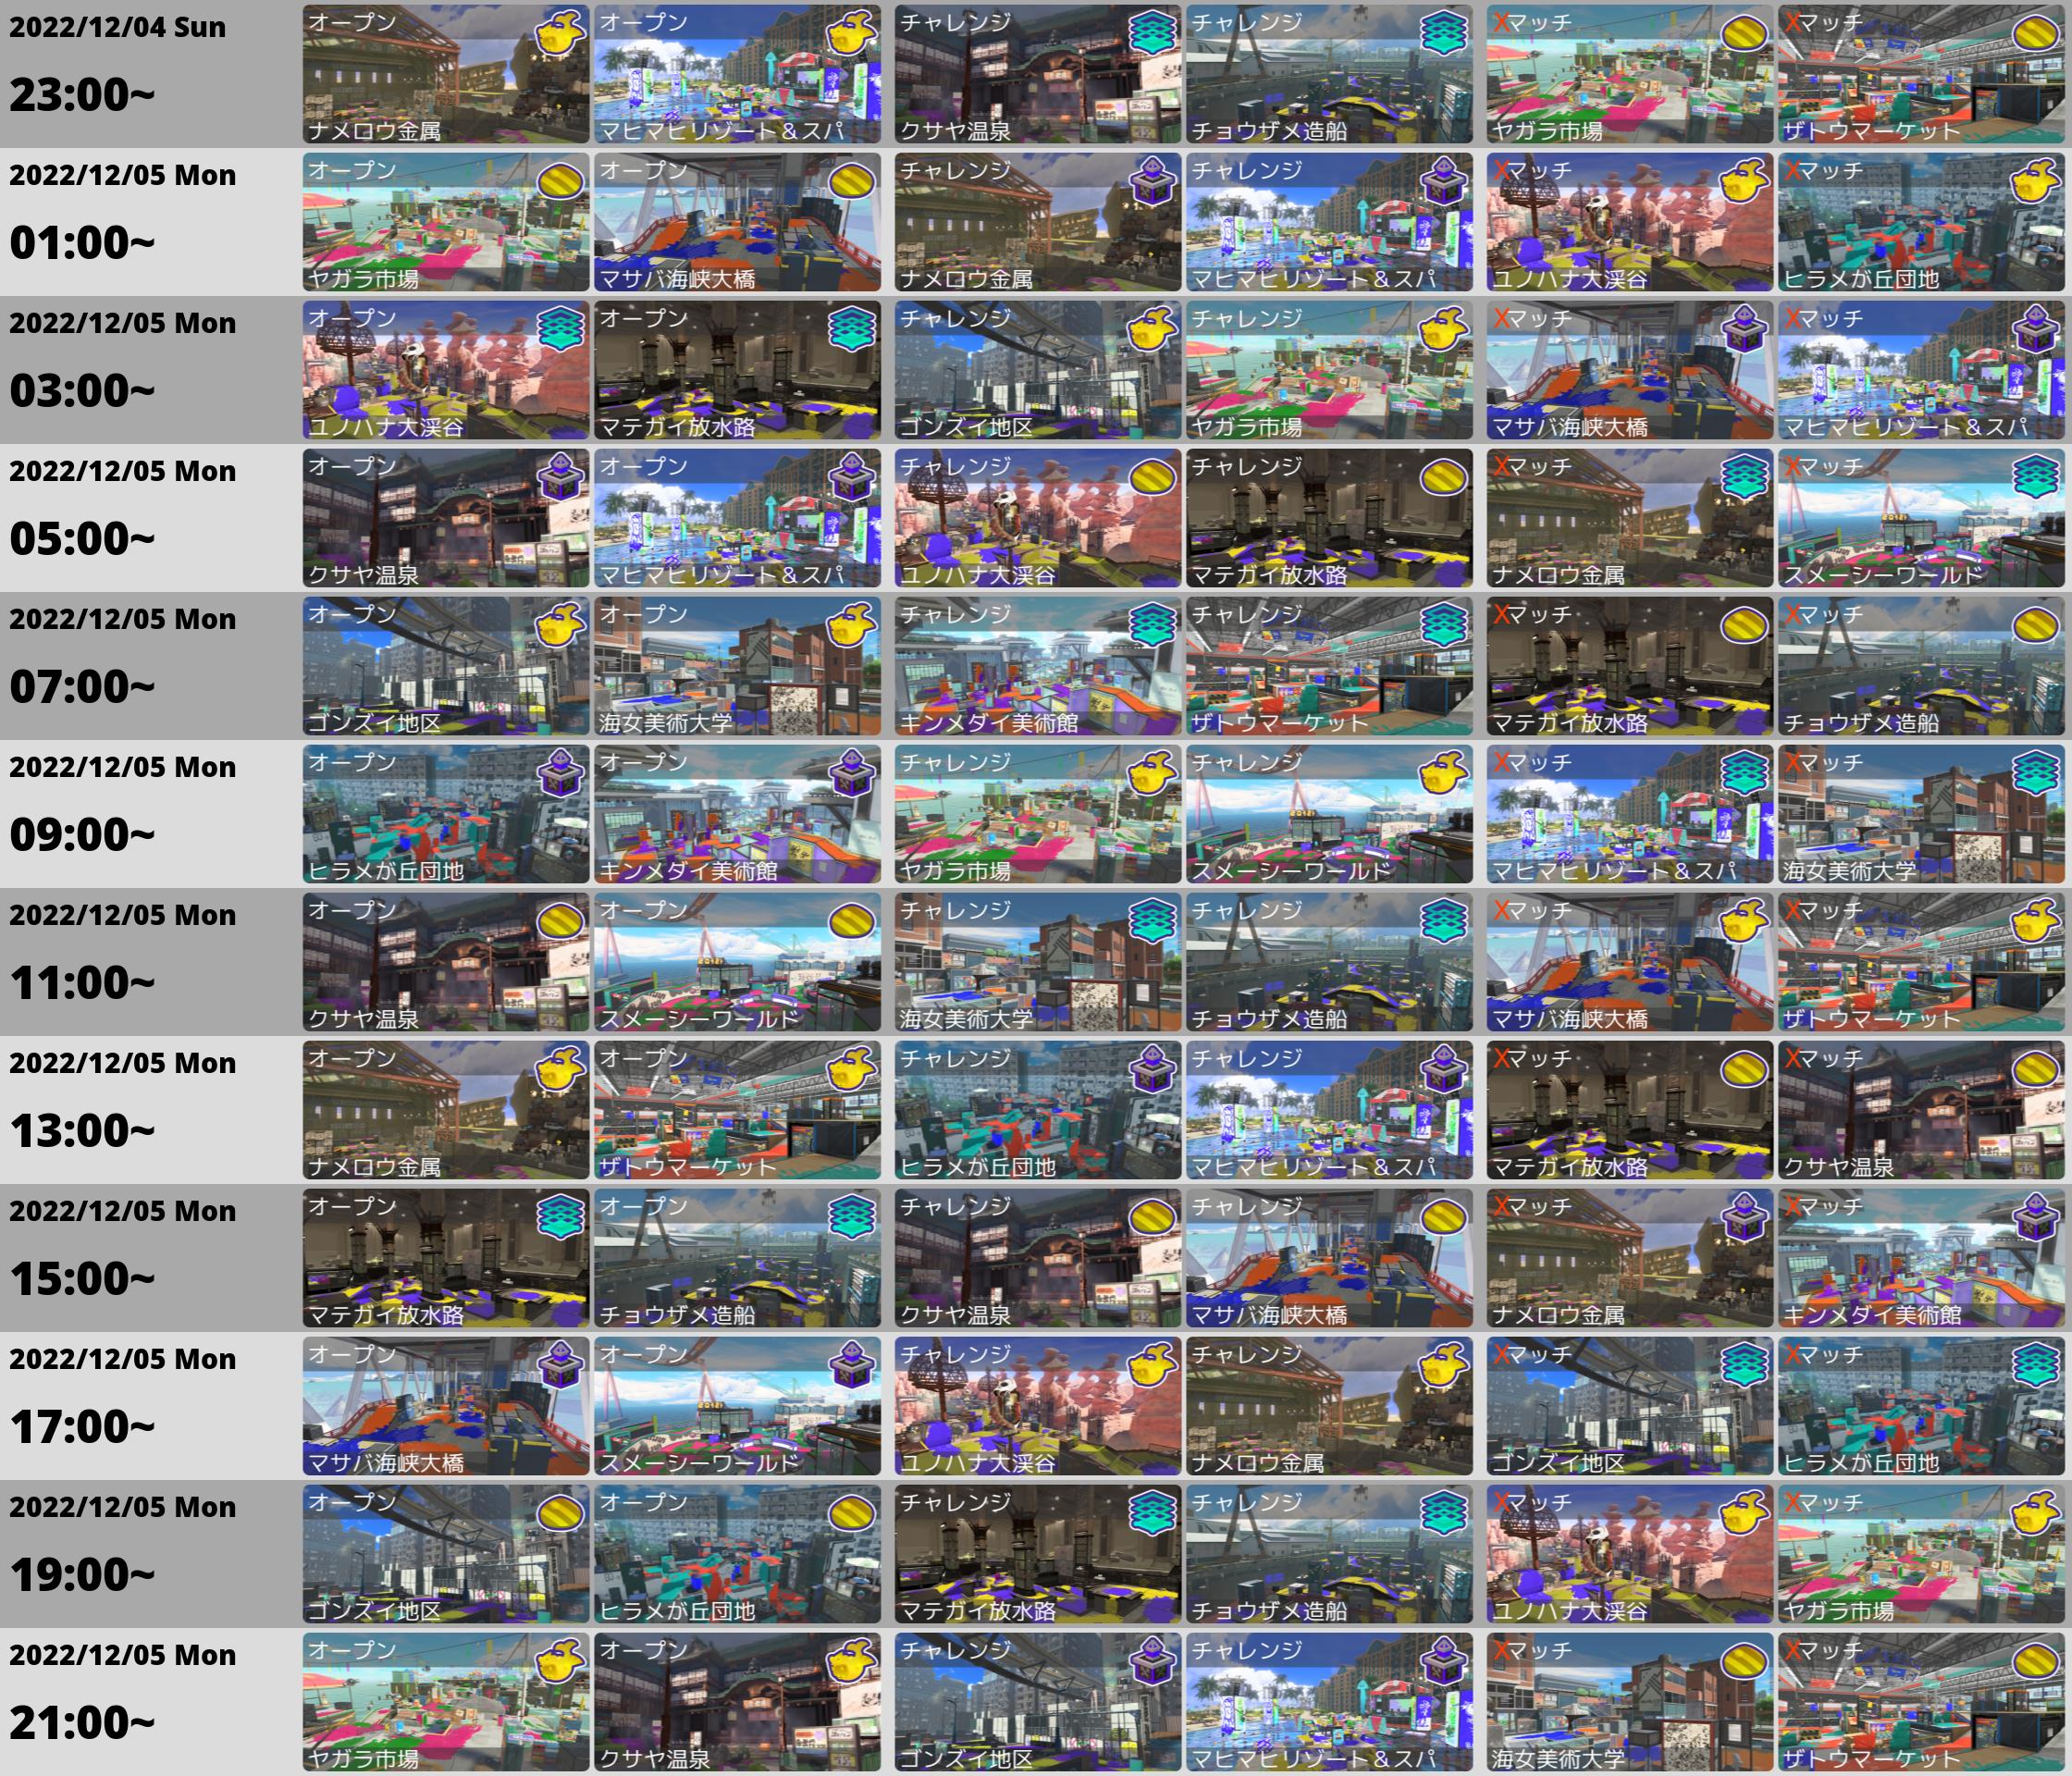 2022/12/04 Sun
23:00~
オープン
オープン
チャレンジ
チャレンジ
Xマッチ
Xマッチ
ナメロウ金属
マヒマヒリゾート＆スパ
クサヤ温泉
チョウザメ造船
ヤガラ市場
ザトウマーケット
2022/12/05 Mon
01:00~
オープン
オープン
チャレンジ
チャレンジ
Xマッチ
Xマッチ
ヤガラ市場
マサバ海峡大橋
ナメロウ金属
マヒマヒリゾート＆スパ
ユノハナ大渓谷
ヒラメが丘団地
2022/12/05 Mon
03:00~
オープン
オープン
チャレンジ
チャレンジ
Xマッチ
Xマッチ
ユノハナ大渓谷
マテガイ放水路
ゴンズイ地区
ヤガラ市場
マサバ海峡大橋
マヒマヒリゾート＆スパ
2022/12/05 Mon
05:00~
オープン
オープン
チャレンジ
チャレンジ
Xマッチ
Xマッチ
クサヤ温泉
マヒマヒリゾート＆スパ
ユノハナ大渓谷
マテガイ放水路
ナメロウ金属
スメーシーワールド
2022/12/05 Mon
07:00~
オープン
オープン
チャレンジ
チャレンジ
Xマッチ
Xマッチ
ゴンズイ地区
海女美術大学
キンメダイ美術館
ザトウマーケット
マテガイ放水路
チョウザメ造船
2022/12/05 Mon
09:00~
オープン
オープン
チャレンジ
チャレンジ
Xマッチ
Xマッチ
ヒラメが丘団地
キンメダイ美術館
ヤガラ市場
スメーシーワールド
マヒマヒリゾート＆スパ
海女美術大学
2022/12/05 Mon
11:00~
オープン
オープン
チャレンジ
チャレンジ
Xマッチ
Xマッチ
クサヤ温泉
スメーシーワールド
海女美術大学
チョウザメ造船
マサバ海峡大橋
ザトウマーケット
2022/12/05 Mon
13:00~
オープン
オープン
チャレンジ
チャレンジ
Xマッチ
Xマッチ
ナメロウ金属
ザトウマーケット
ヒラメが丘団地
マヒマヒリゾート＆スパ
マテガイ放水路
クサヤ温泉
2022/12/05 Mon
15:00~
オープン
オープン
チャレンジ
チャレンジ
Xマッチ
Xマッチ
マテガイ放水路
チョウザメ造船
クサヤ温泉
マサバ海峡大橋
ナメロウ金属
キンメダイ美術館
2022/12/05 Mon
17:00~
オープン
オープン
チャレンジ
チャレンジ
Xマッチ
Xマッチ
マサバ海峡大橋
スメーシーワールド
ユノハナ大渓谷
ナメロウ金属
ゴンズイ地区
ヒラメが丘団地
2022/12/05 Mon
19:00~
オープン
オープン
チャレンジ
チャレンジ
Xマッチ
Xマッチ
ゴンズイ地区
ヒラメが丘団地
マテガイ放水路
チョウザメ造船
ユノハナ大渓谷
ヤガラ市場
2022/12/05 Mon
21:00~
オープン
オープン
チャレンジ
チャレンジ
Xマッチ
Xマッチ
ヤガラ市場
クサヤ温泉
ゴンズイ地区
マヒマヒリゾート＆スパ
海女美術大学
ザトウマーケット